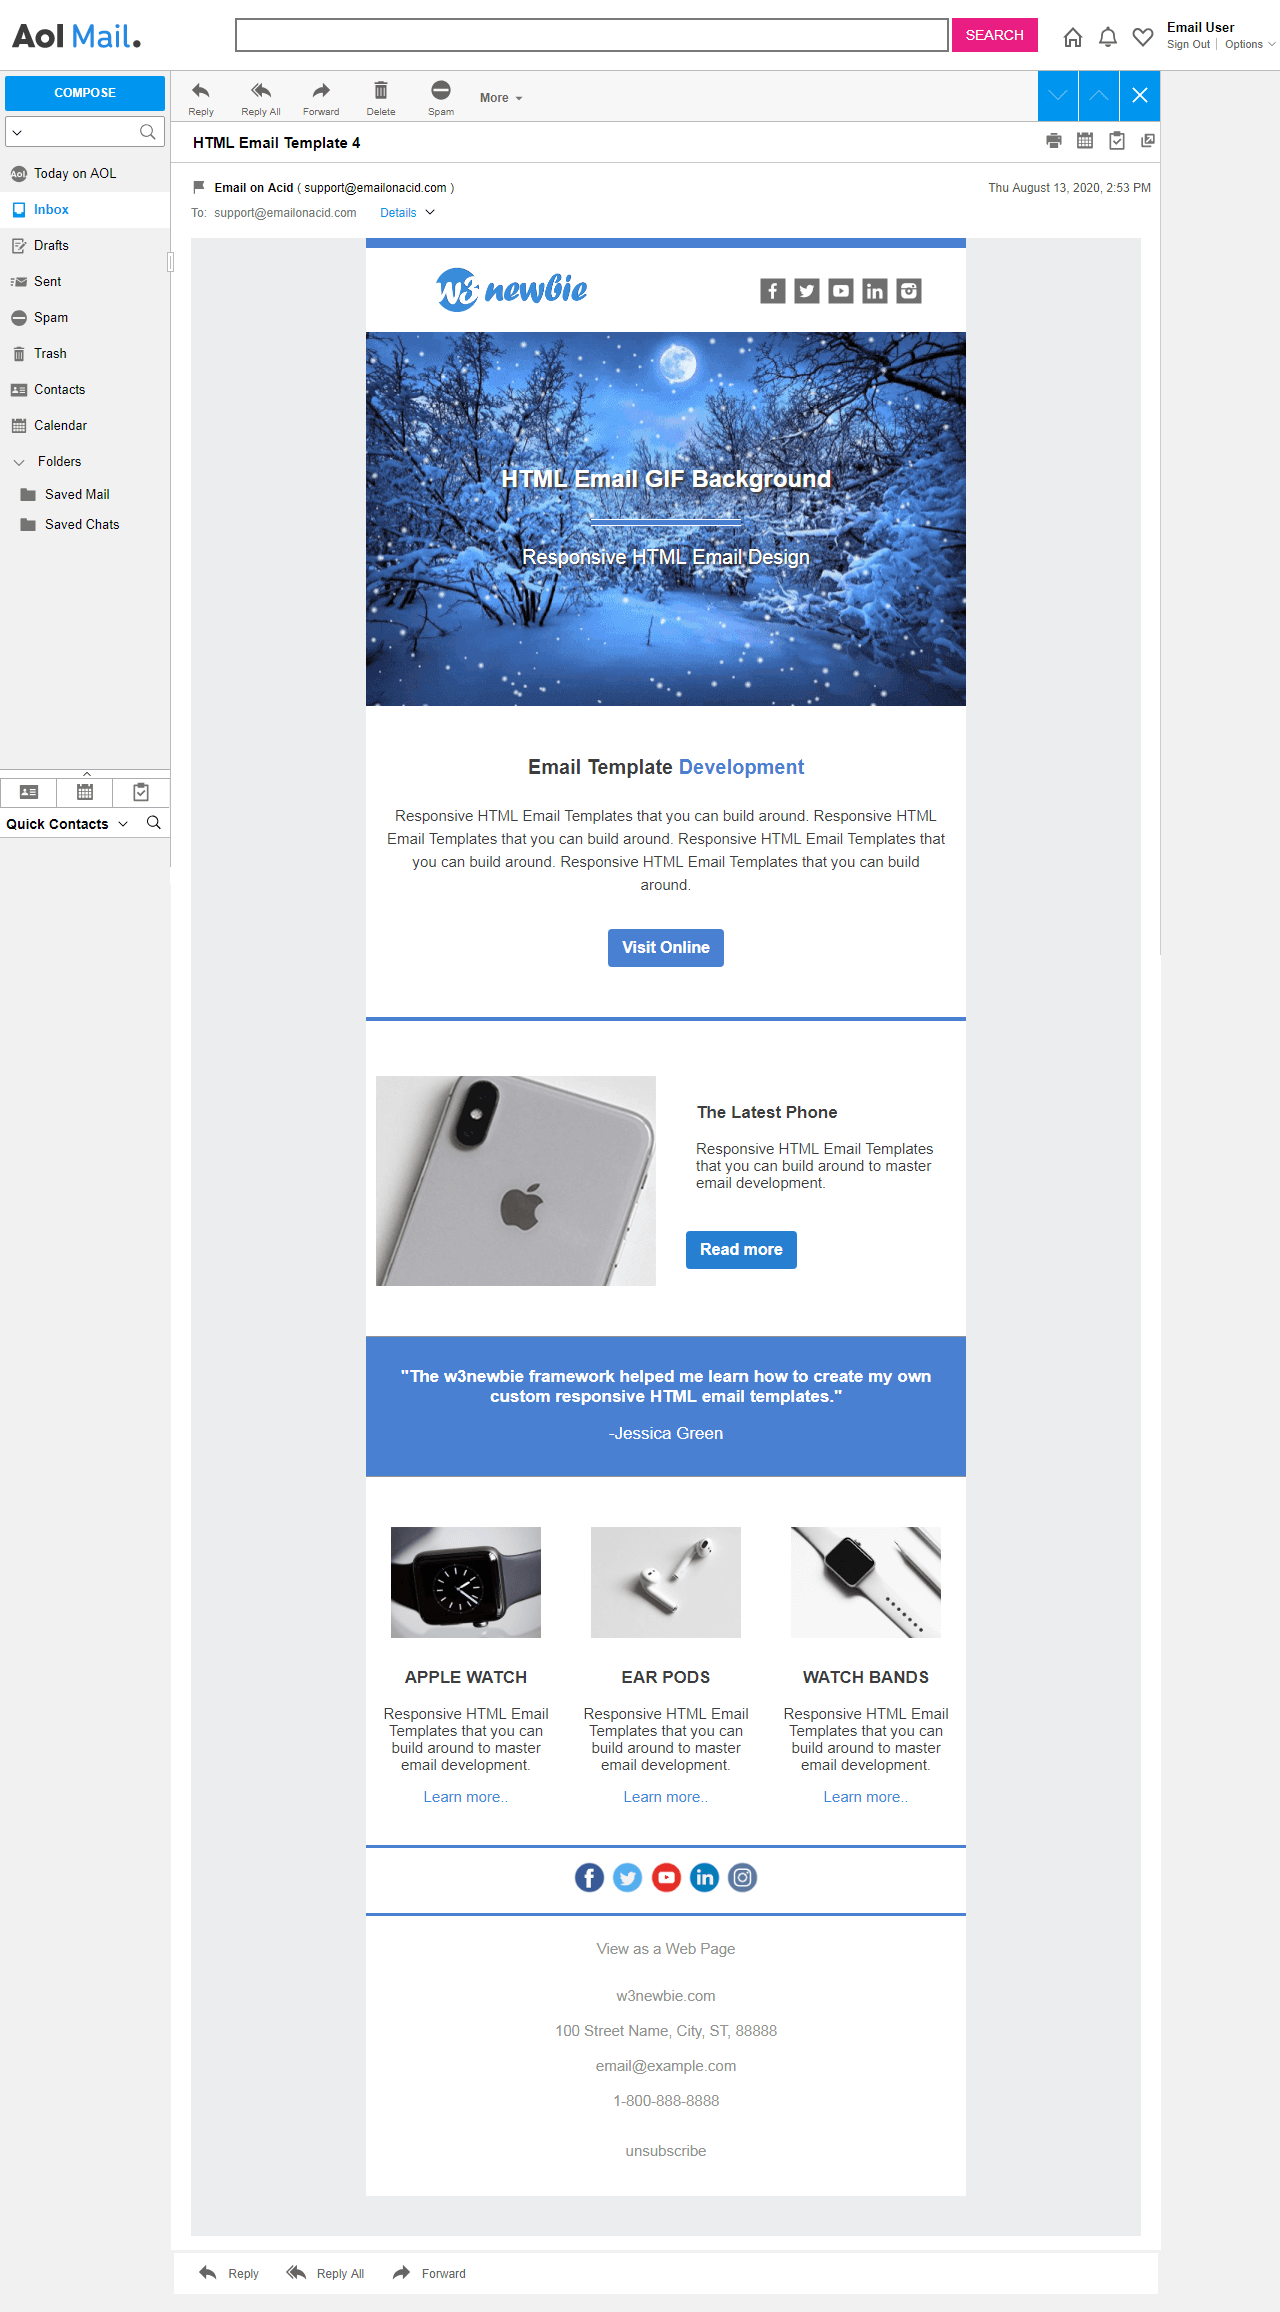 Aol Mail.
SEARCH
Email User
Sign Out
Options
COMPOSE
Reply
Reply All
Forward
Delete
Spam
More
HTML Email Template 4
Aol.
Today on AOL
Inbox
Drafts
Sent
Spam
Trash
Contacts
Calendar
Folders
Saved Mail
Saved Chats
Quick Contacts
Email on Acid ( support@emailonacid.com )
Thu August 13, 2020, 2:53 PM
To: support@emailonacid.com
Details
W3 newbie
HTML Email GIF Background
Responsive HTML Email Design
Email Template Development
Responsive HTML Email Templates that you can build around. Responsive HTML
Email Templates that you can build around. Responsive HTML Email Templates that
you can build around. Responsive HTML Email Templates that you can build
around.
Visit Online
The Latest Phone
Responsive HTML Email Templates
that you can build around to master
email development.
Read more
"The w3newbie framework helped me learn how to create my own
custom responsive HTML email templates."
-Jessica Green
APPLE WATCH
Responsive HTML Email
Templates that you can
build around to master
email development.
Learn more..
EAR PODS
Responsive HTML Email
Templates that you can
build around to master
email development.
Learn more..
WATCH BANDS
Responsive HTML Email
Templates that you can
build around to master
email development.
Learn more..
View as a Web Page
w3newbie.com
100 Street Name, City, ST, 88888
email@example.com
1-800-888-8888
unsubscribe
Reply
Reply All
Forward